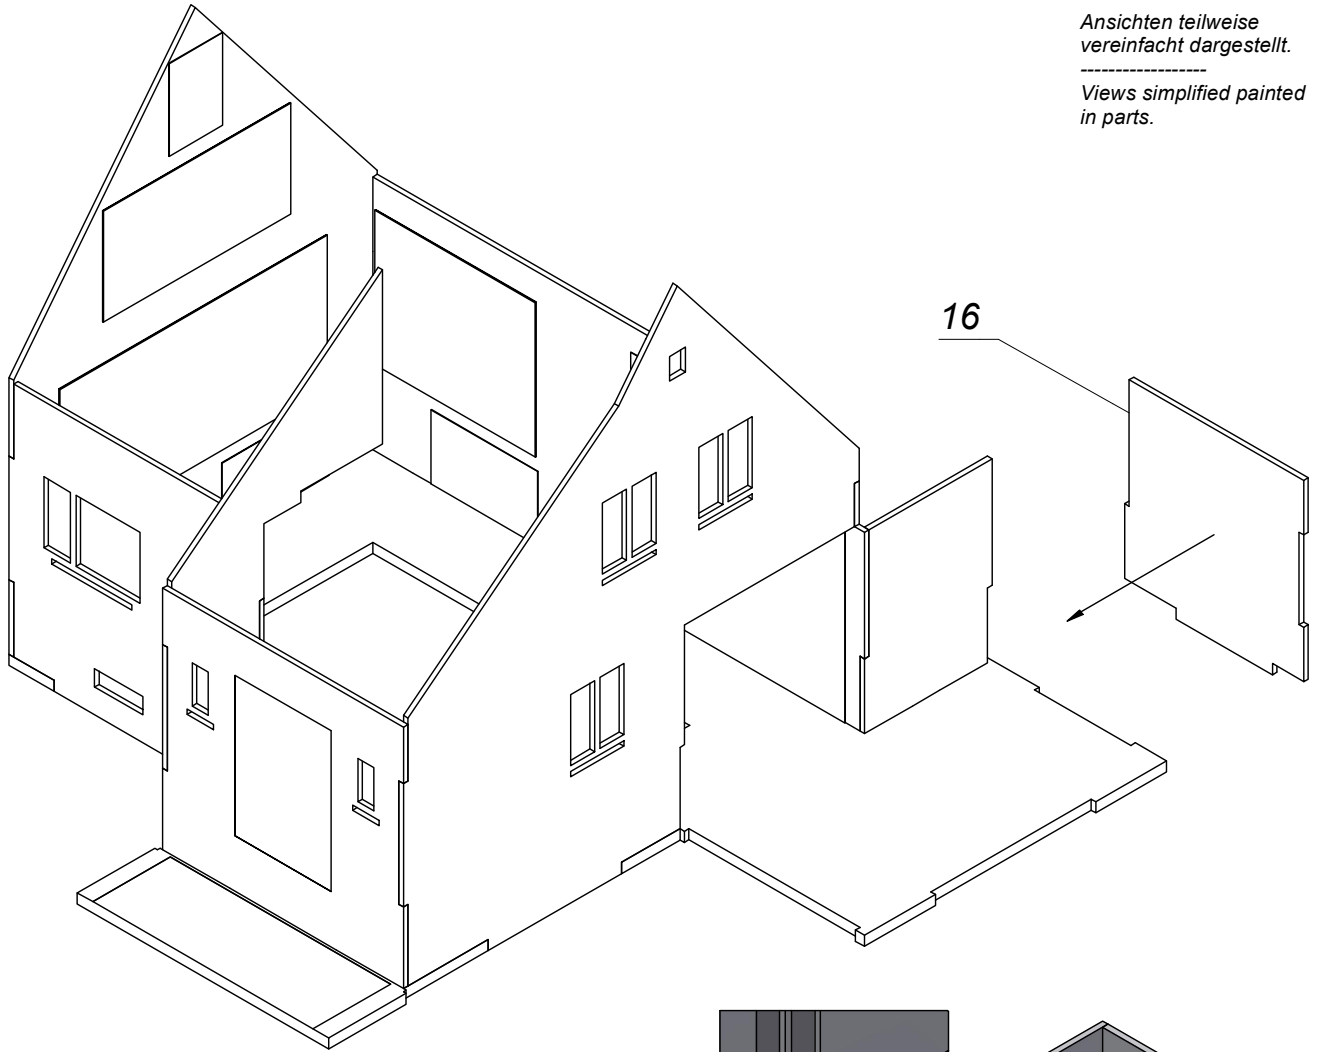 Ansichten teilweise
vereinfacht dargestellt.
------------------
Views simplified painted
in parts.
16